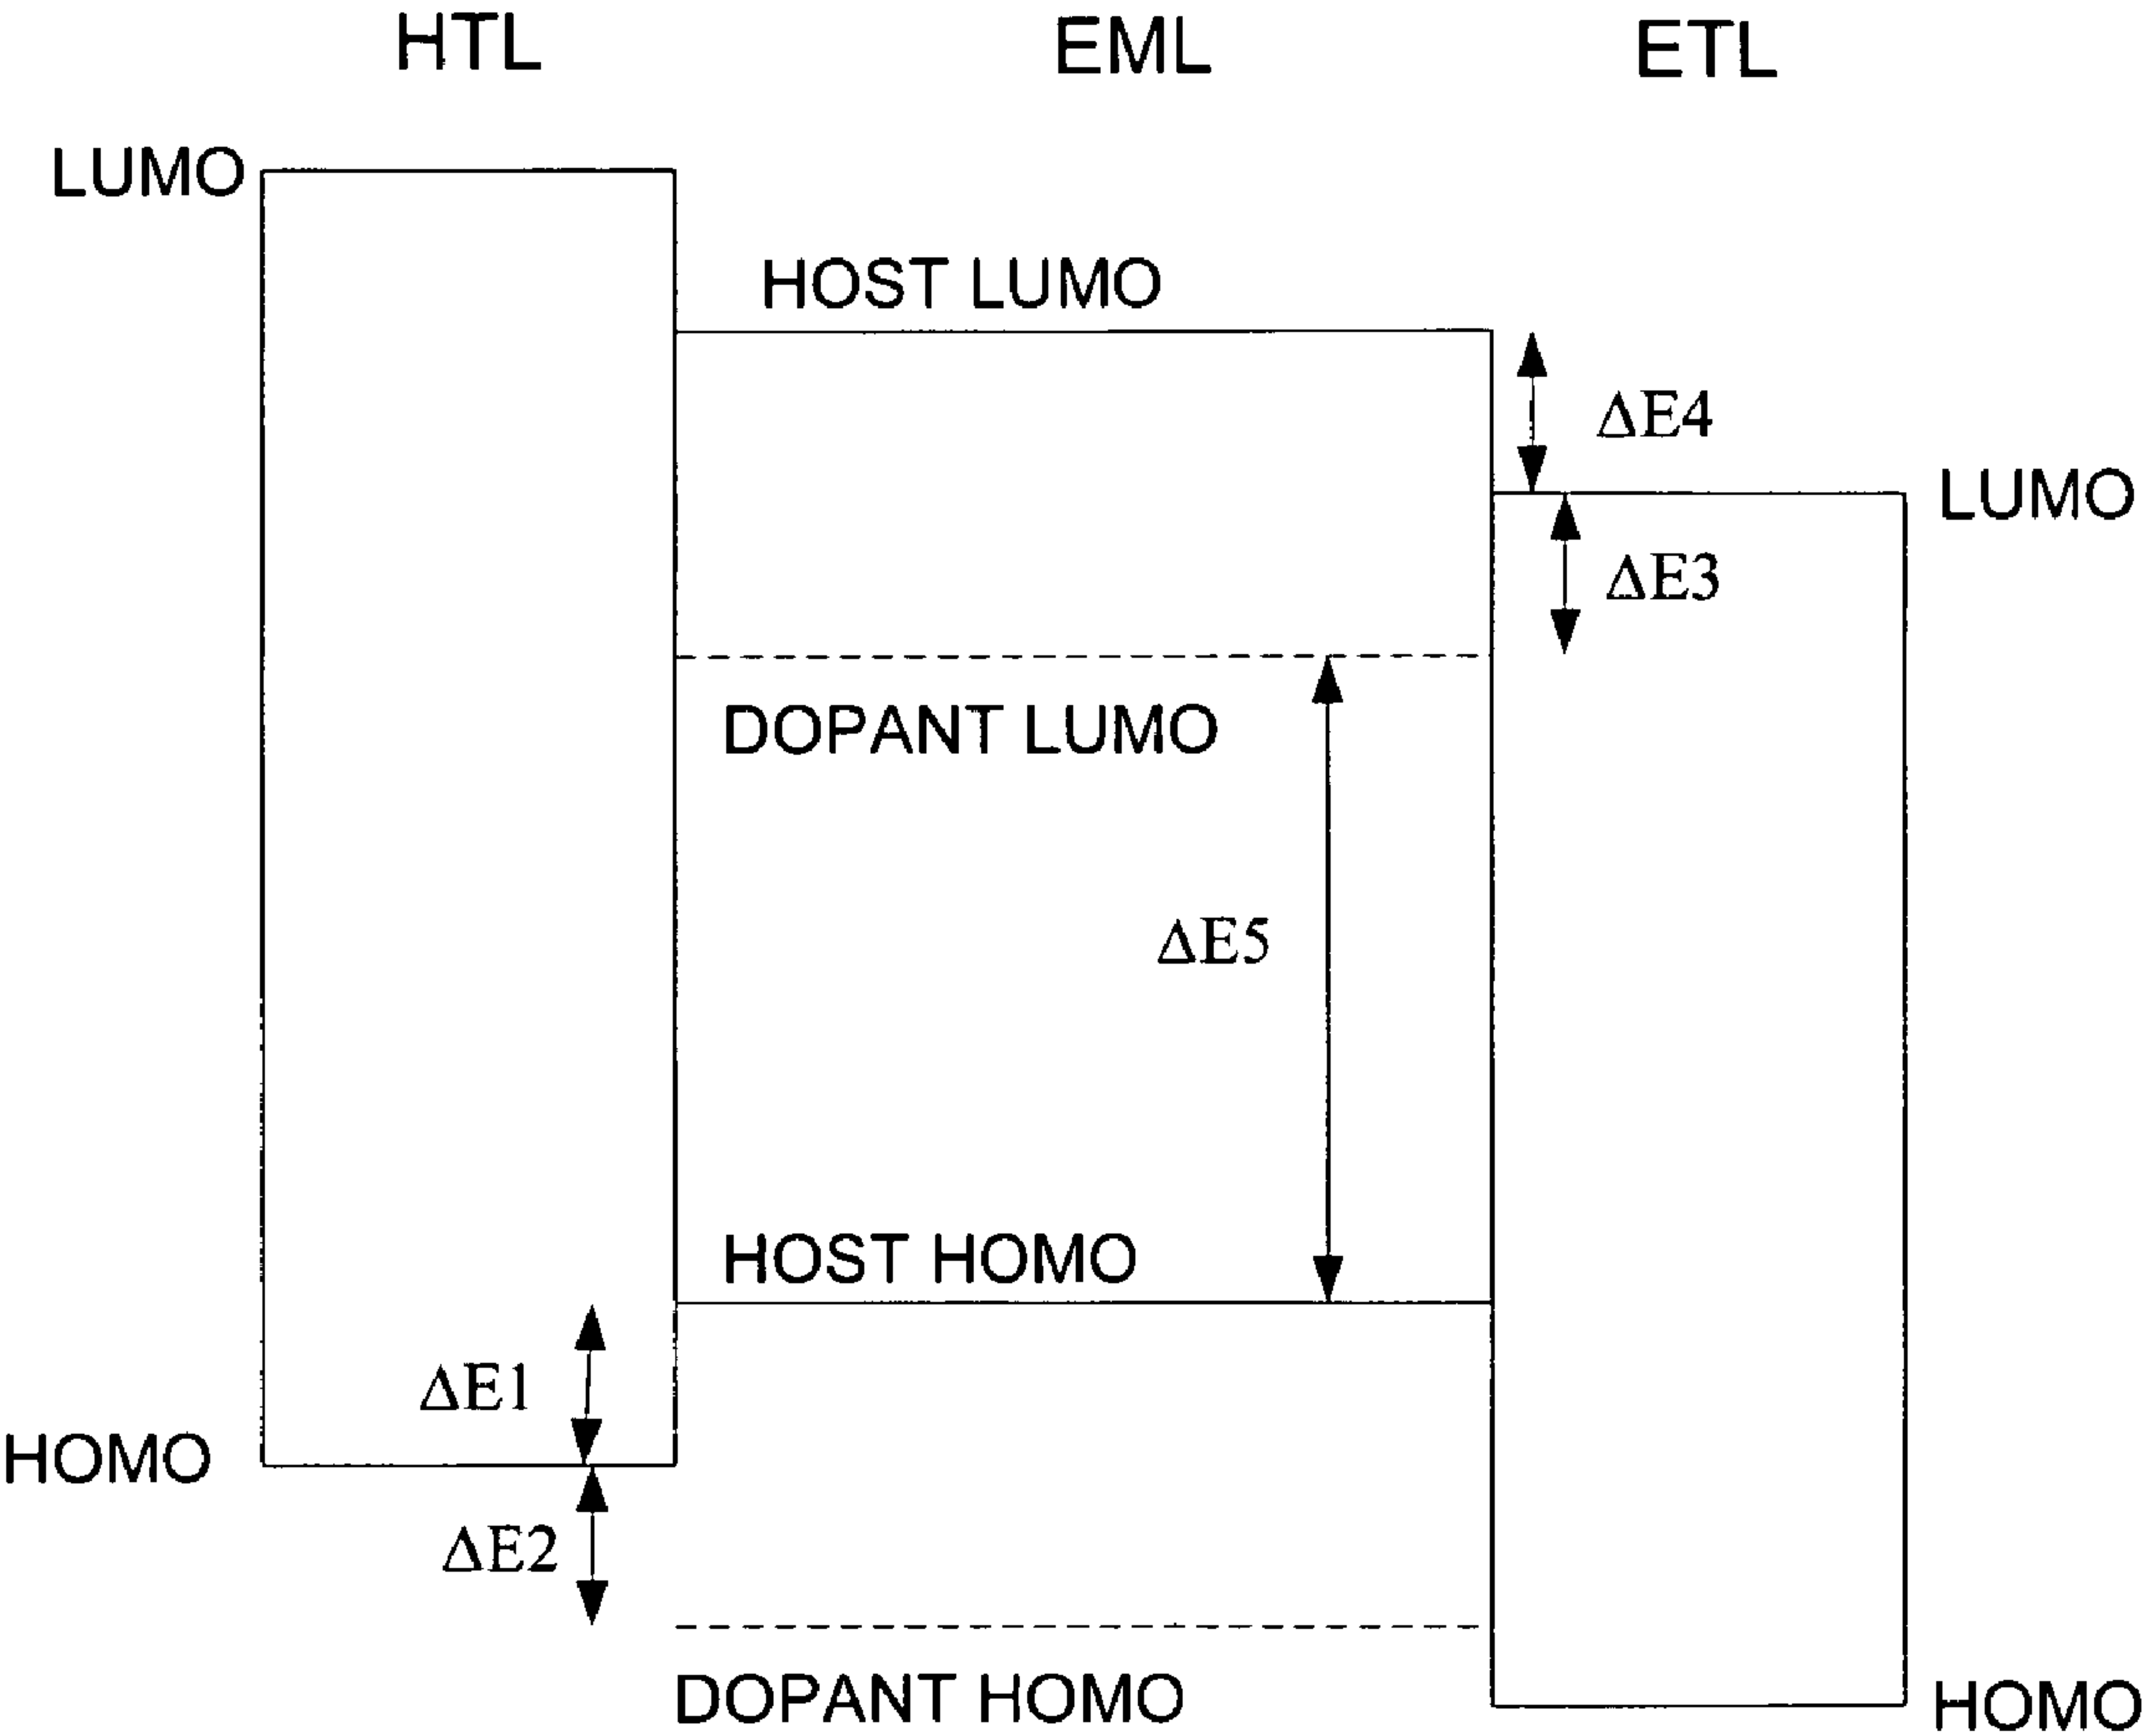 HTL EML ETL
LUMO
HOST LUMO
ΔE4
LUMO
ΔE3
DOPANT LUMO
ΔE5
HOST HOMO
ΔE1
HOMO
ΔE2
DOPANT HOMO
HOMO